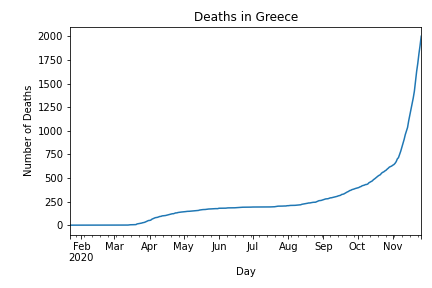 Deaths in Greece
Number of Deaths
2000
1750
1500
1250
1000
750
500
250
0
Feb Mar Apr May Jun Jul Aug Sep Oct Nov
2020
Day